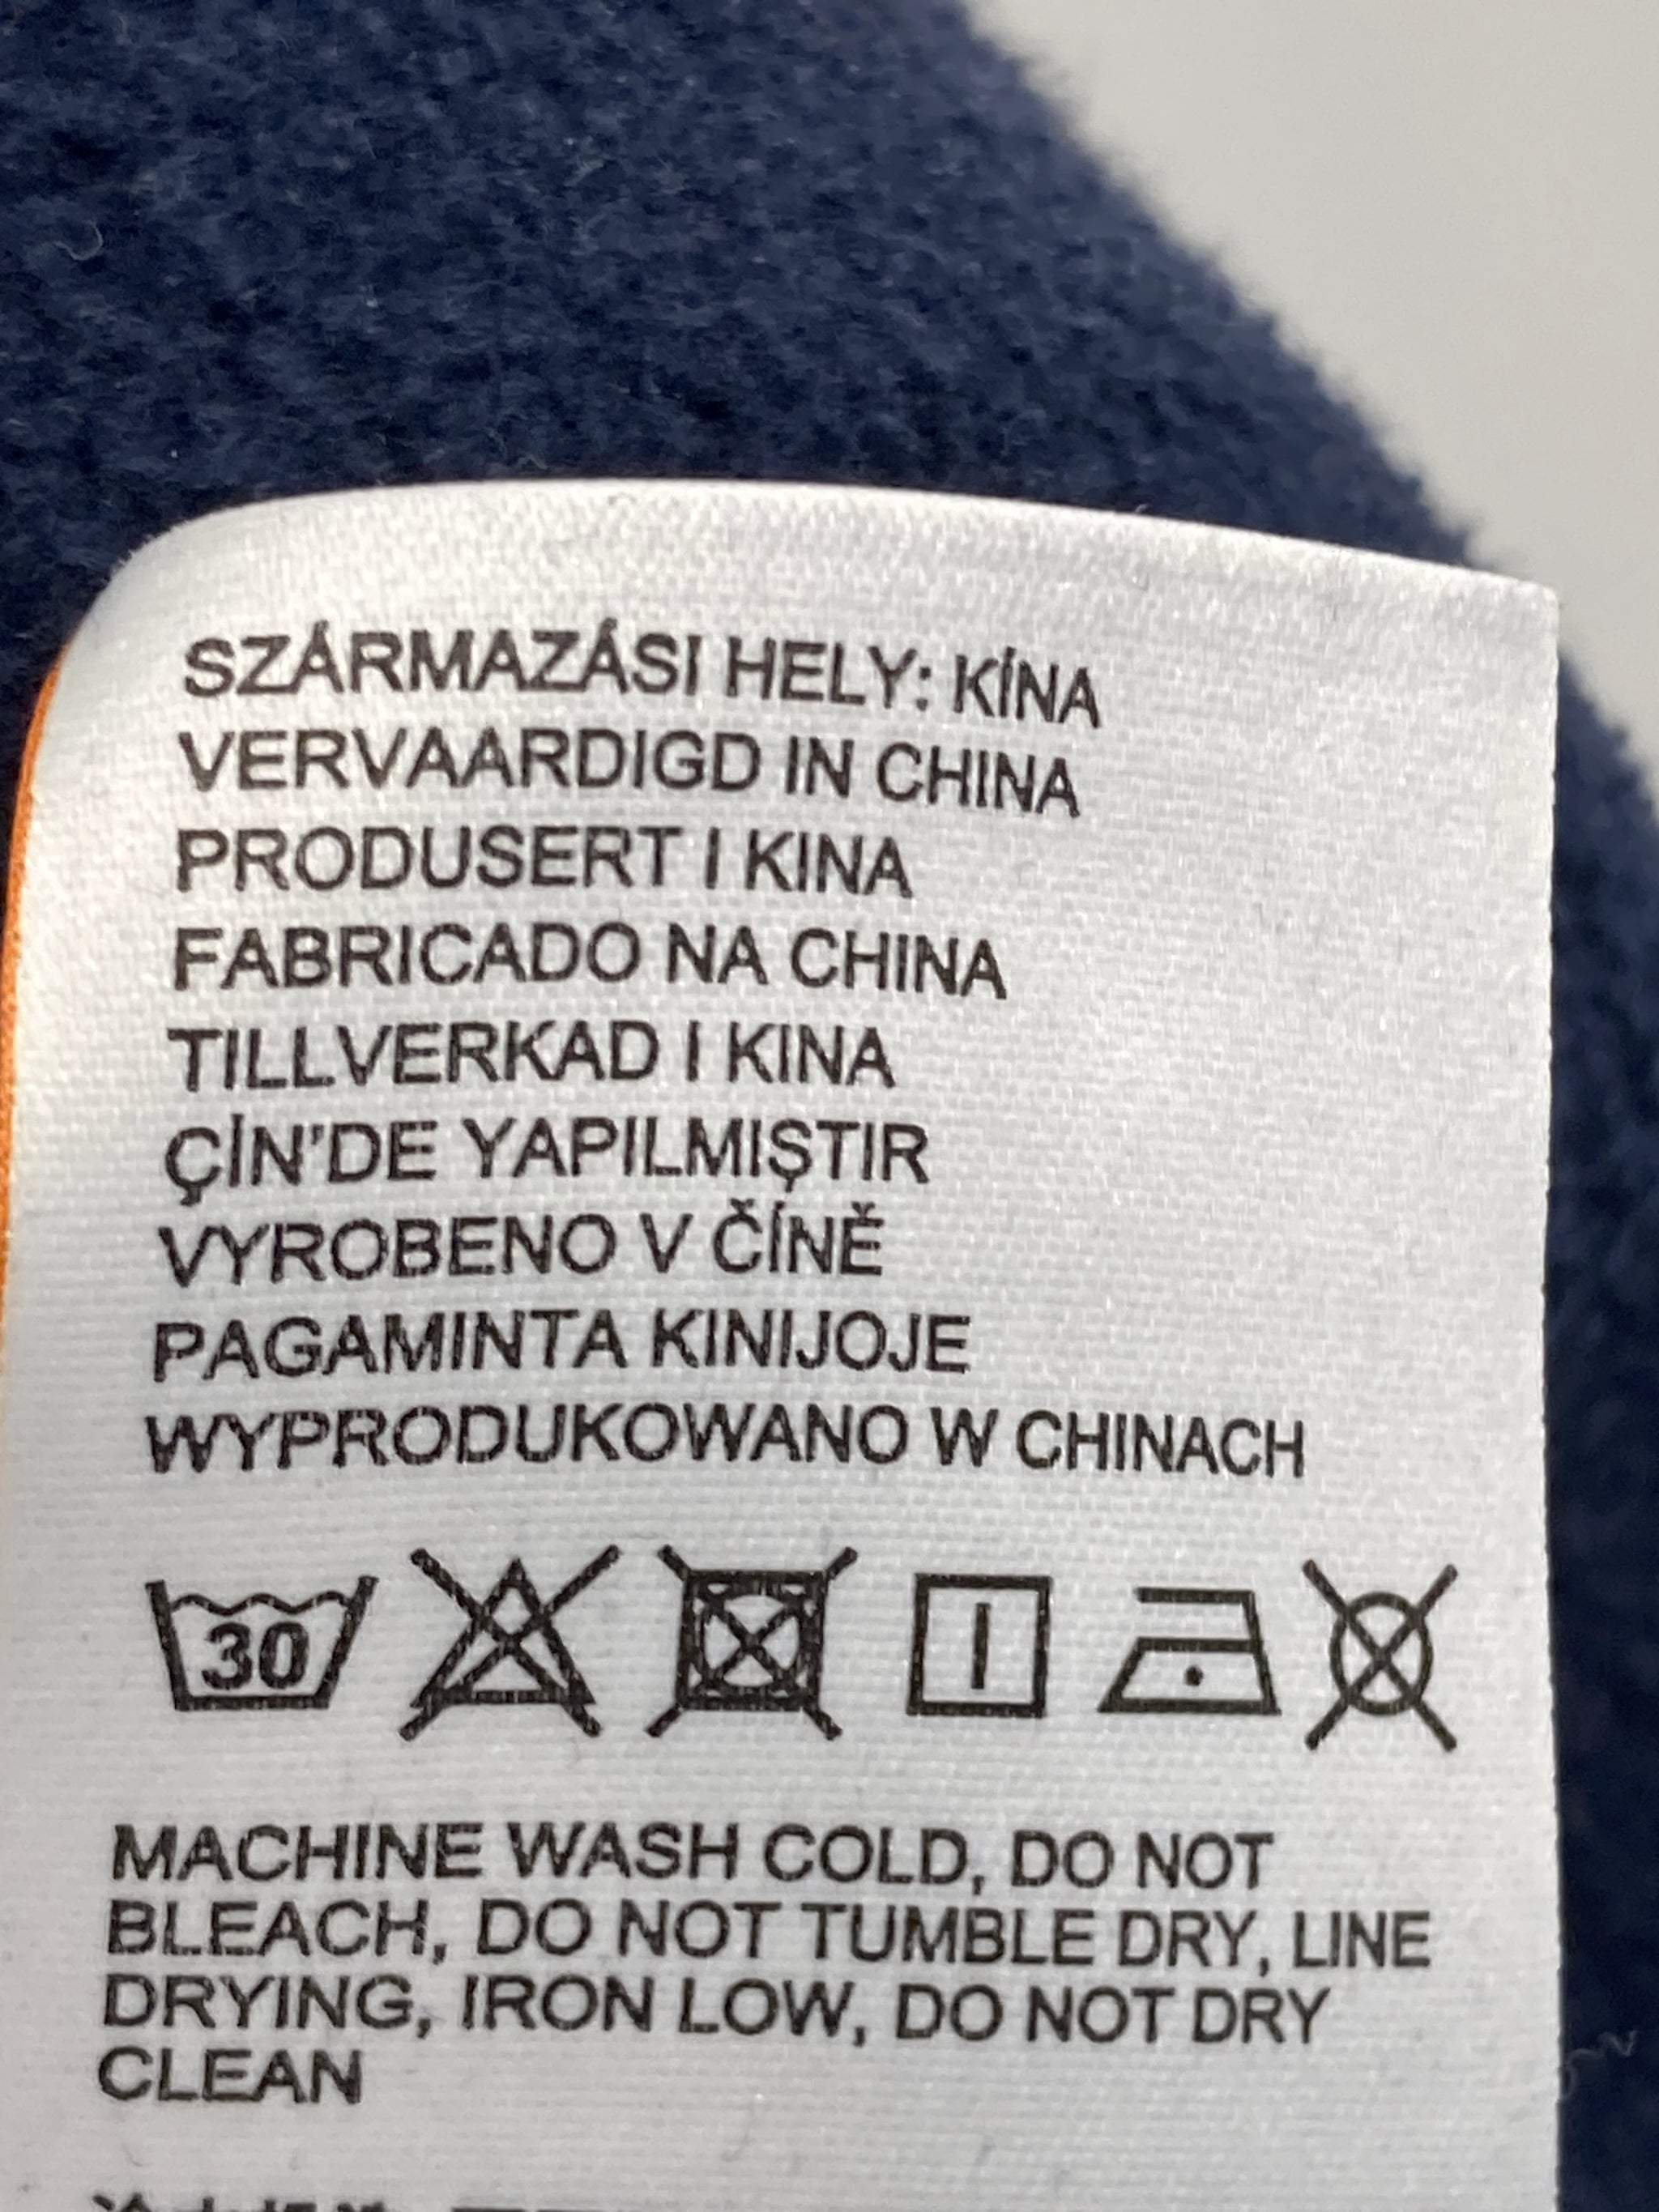 SZÁRMAZÁSI HELY: KÍNA
VERVAARDIGD IN CHINA
PRODUSERT I KINA
FABRICADO NA CHINA
TILLVERKAD I KINA
ÇİN'DE YAPILMIŞTIR
VYROBENO V ČÍNĚ
PAGAMINTA KINIJOJE
WYPRODUKOWANO W CHINACH
30
MACHINE WASH COLD, DO NOT
BLEACH, DO NOT TUMBLE DRY, LINE
DRYING, IRON LOW, DO NOT DRY
CLEAN